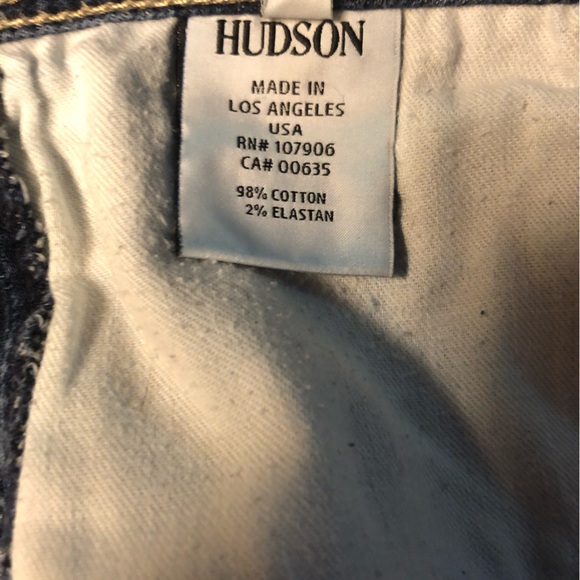 HUDSON
MADE IN
LOS ANGELES
USA
RN# 107906
CA# 00635
98% COTTON
2% ELASTAN